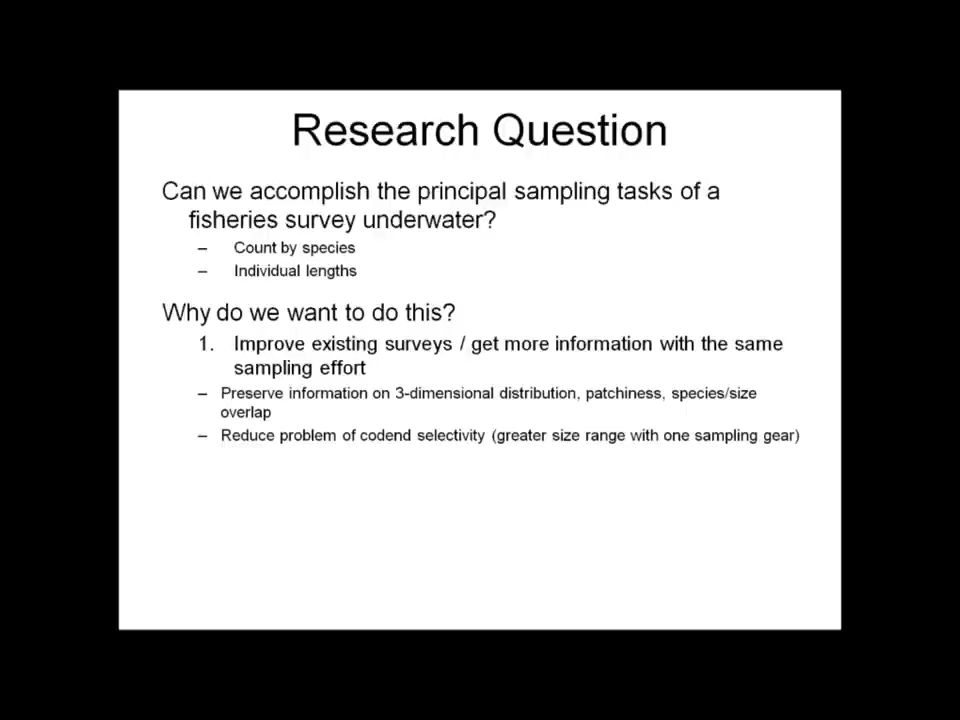 Research Question
Can we accomplish the principal sampling tasks of a
fisheries survey underwater?
– Count by species
– Individual lengths
Why do we want to do this?
1. Improve existing surveys / get more information with the same
sampling effort
– Preserve information on 3-dimensional distribution, patchiness, species/size
overlap
– Reduce problem of codend selectivity (greater size range with one sampling gear)